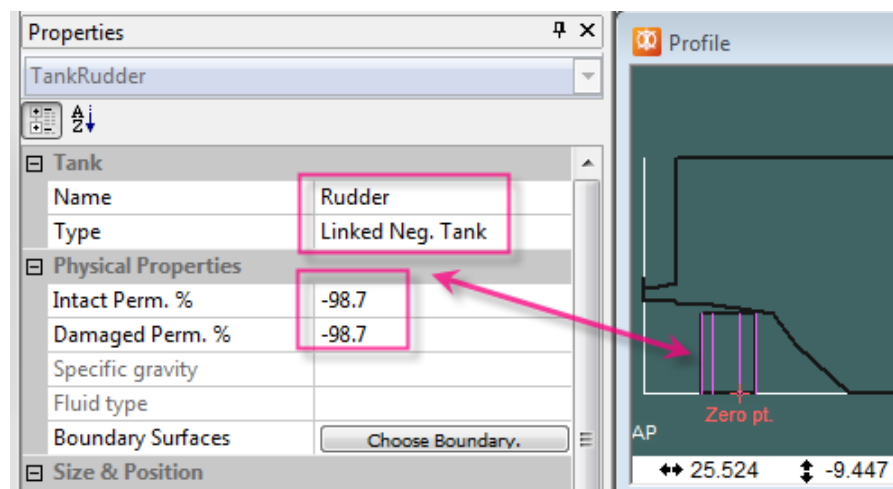 Properties
TankRudder
Tank
Name Rudder
Type Linked Neg. Tank
Physical Properties
Intact Perm. % -98.7
Damaged Perm. % -98.7
Specific gravity
Fluid type
Boundary Surfaces Choose Boundary.
Size & Position
Profile
Zero pt.
AP
25.524 -9.447